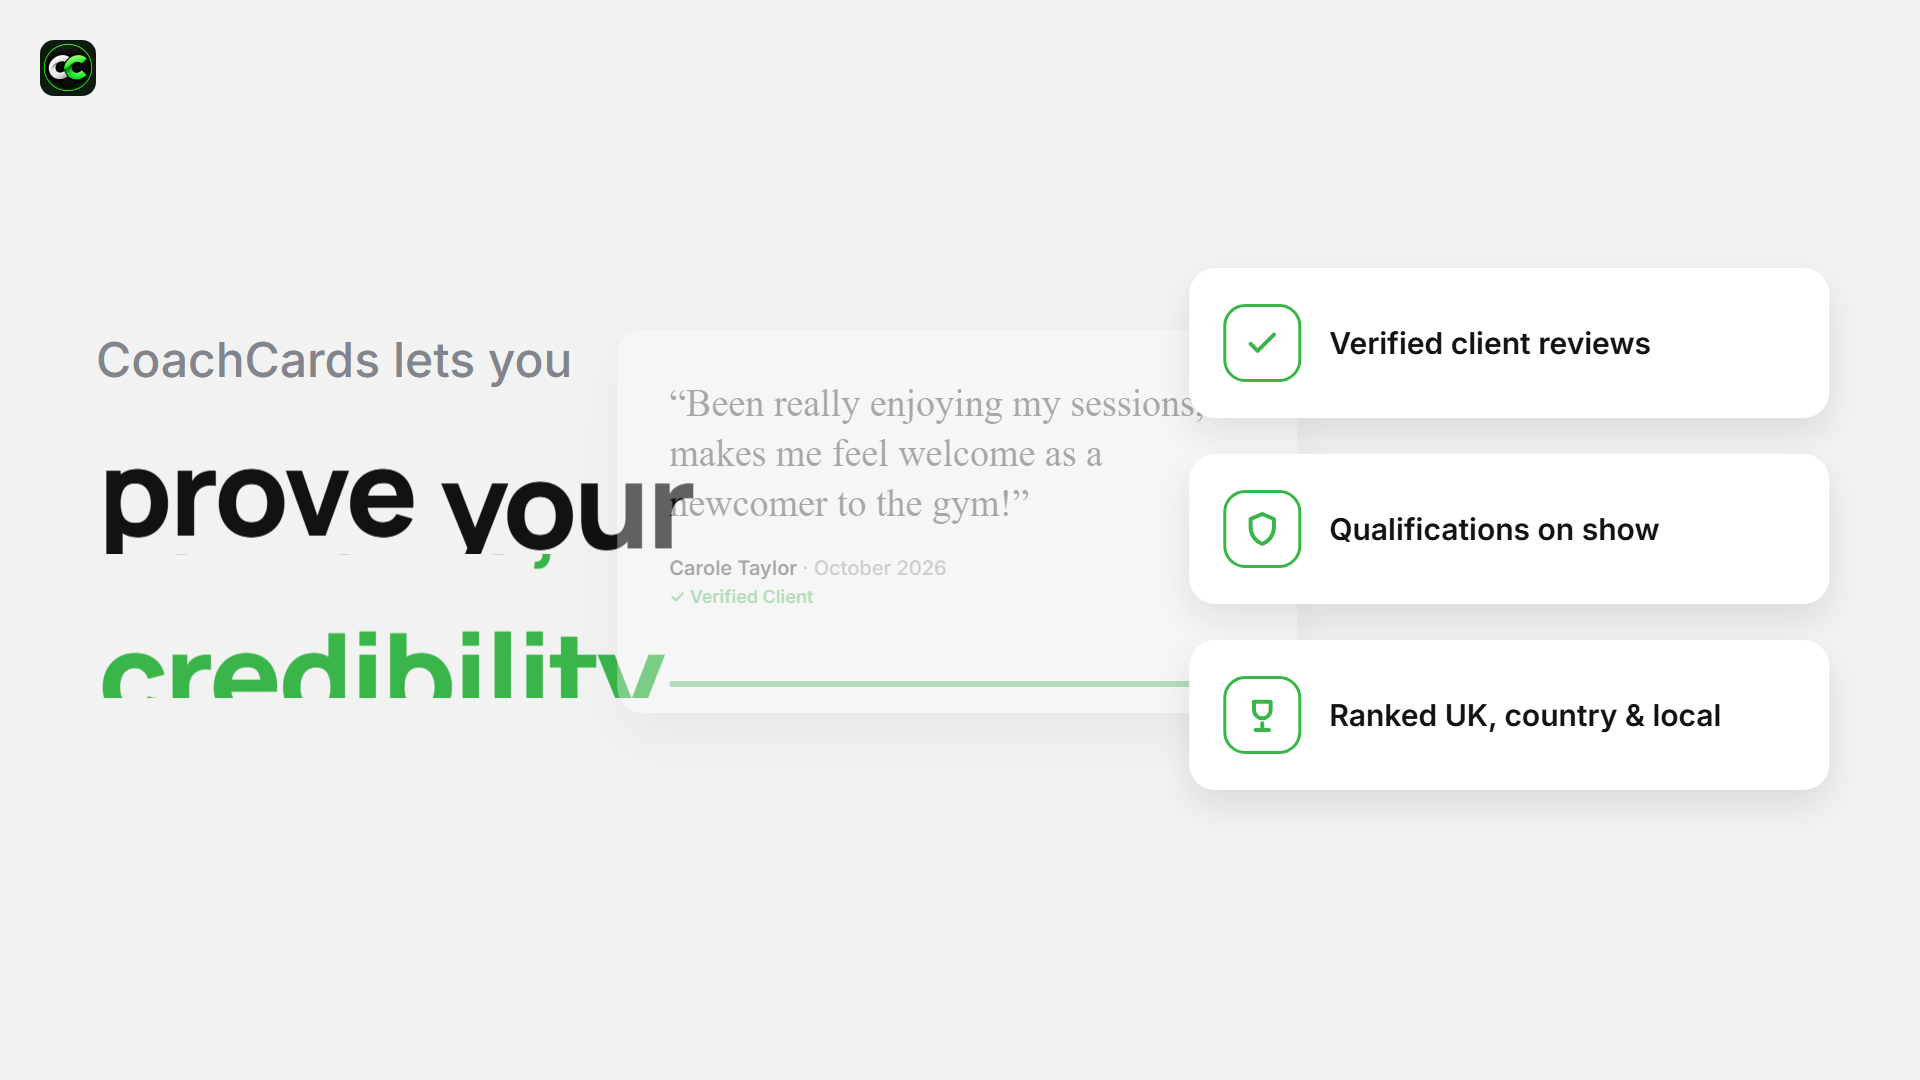 CC
CoachCards lets you
prove your
credibility
“Been really enjoying my sessions,
makes me feel welcome as a
newcomer to the gym!”
Carole Taylor · October 2026
✓ Verified Client
Verified client reviews
Qualifications on show
Ranked UK, country & local